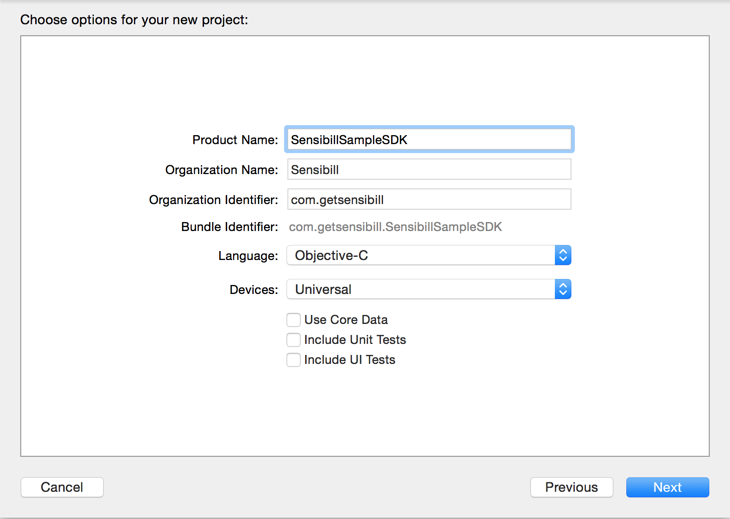 Choose options for your new project:
Product Name: SensibillSampleSDK
Organization Name: Sensibill
Organization Identifier: com.getsensibill
Bundle Identifier: com.getsensibill.SensibillSampleSDK
Language: Objective-C
Devices: Universal
Use Core Data
Include Unit Tests
Include UI Tests
Cancel Previous Next